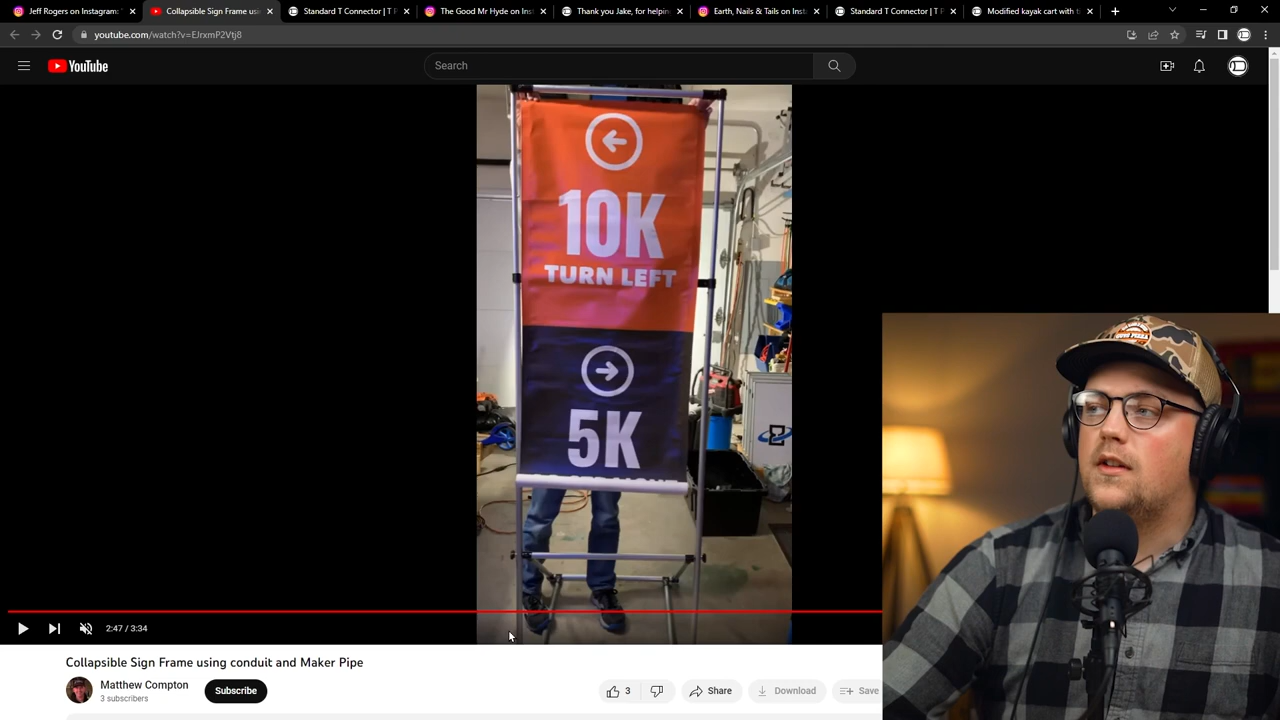 Jeff Rogers on Instagram: "
Collapsible Sign Frame usi
Standard T Connector | T P
The Good Mr Hyde on Inst
Thank you Jake, for helpin
Earth, Nails & Tails on Insta
Standard T Connector | T P
Modified kayak cart with t
youtube.com/watch?v=EJrxmP2Vtj8
YouTube
Search
10K
TURN LEFT
5K
2:47 / 3:34
Collapsible Sign Frame using conduit and Maker Pipe
Matthew Compton
3 subscribers
Subscribe
3
Share
Download
Save